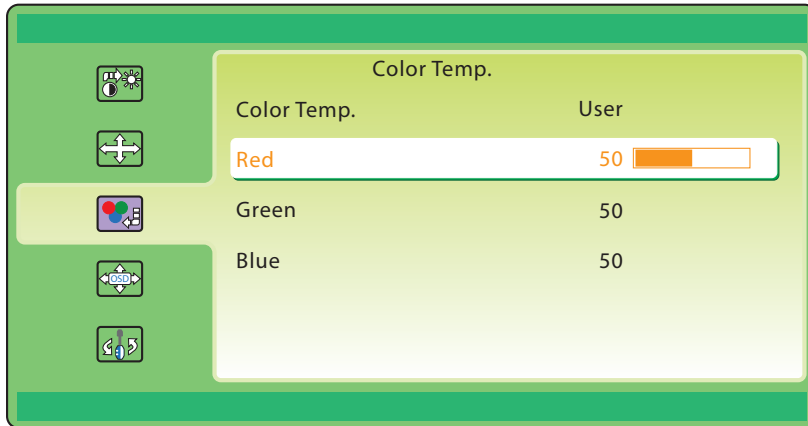 Color Temp.
Color Temp. User
Red 50
Green 50
Blue 50
OSD